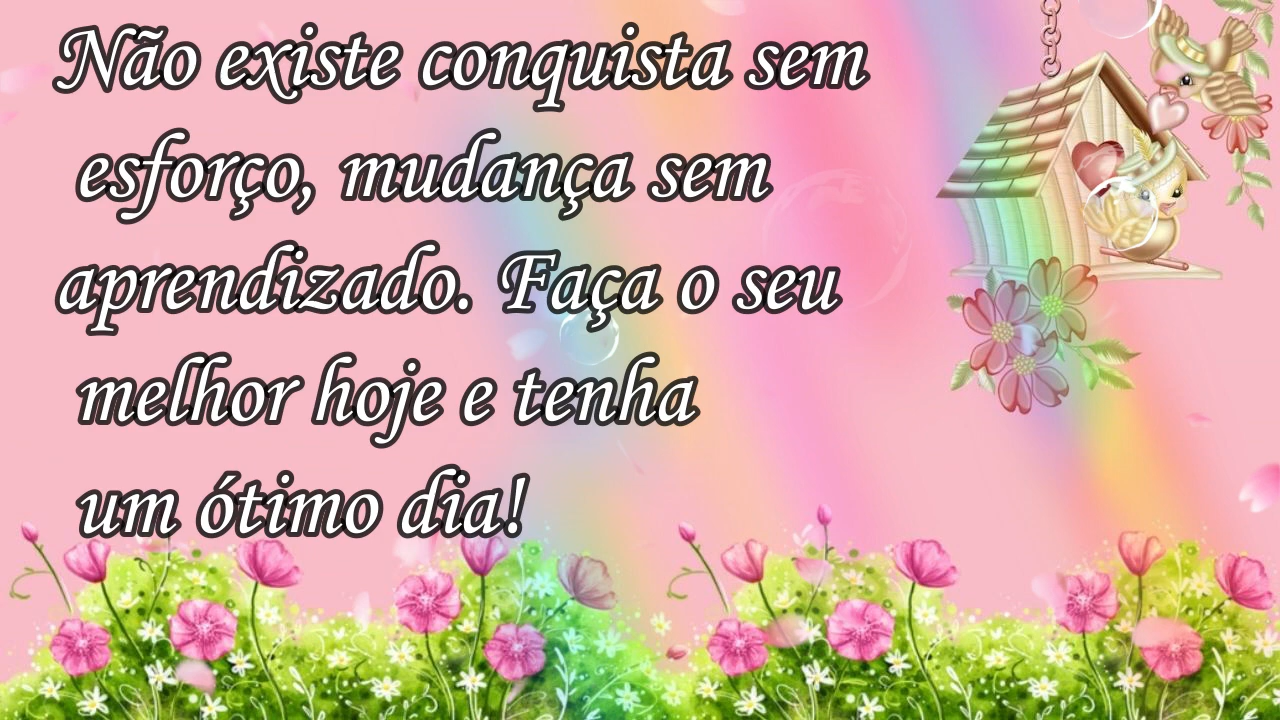 Não existe conquista sem
esforço, mudança sem
aprendizado. Faça o seu
melhor hoje e tenha
um ótimo dia!